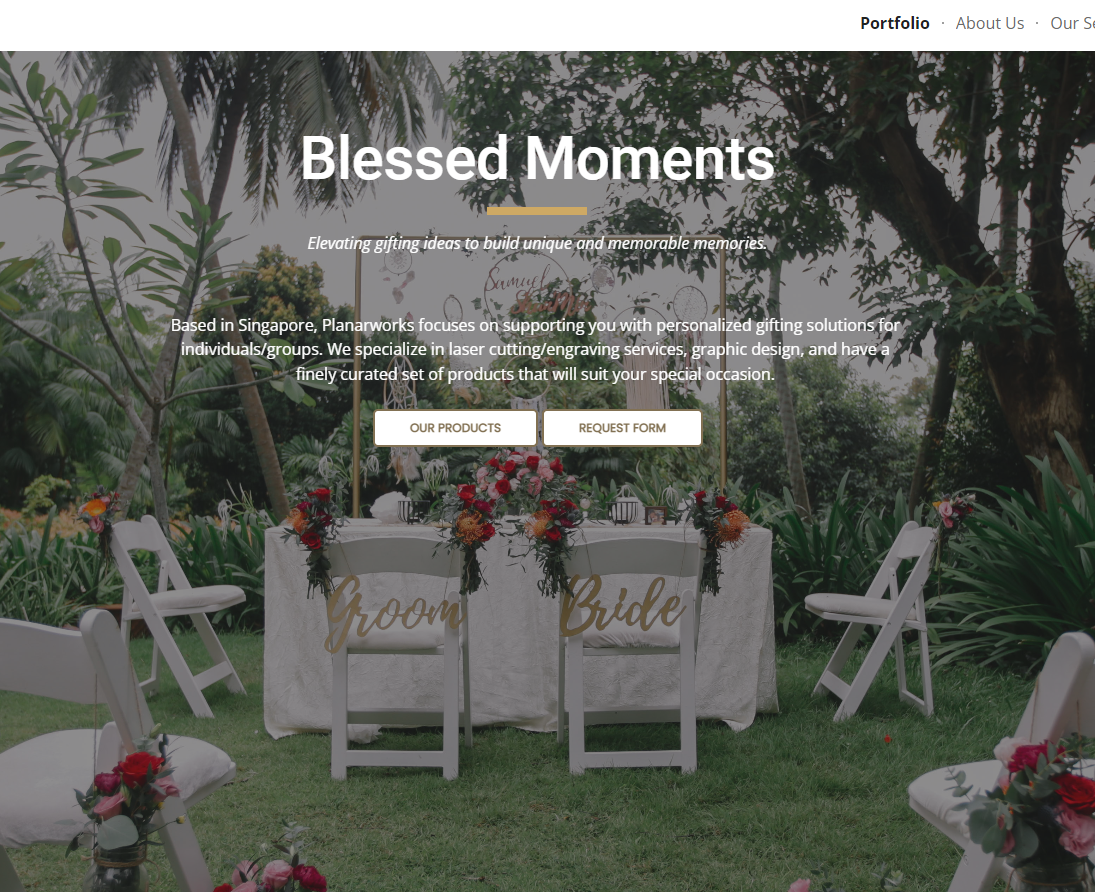 Portfolio · About Us · Our Se
Blessed Moments
Elevating gifting ideas to build unique and memorable memories.
Samuel
Based in Singapore, Planarworks focuses on supporting you with personalized gifting solutions for
individuals/groups. We specialize in laser cutting/engraving services, graphic design, and have a
finely curated set of products that will suit your special occasion.
OUR PRODUCTS REQUEST FORM
Groom Bride